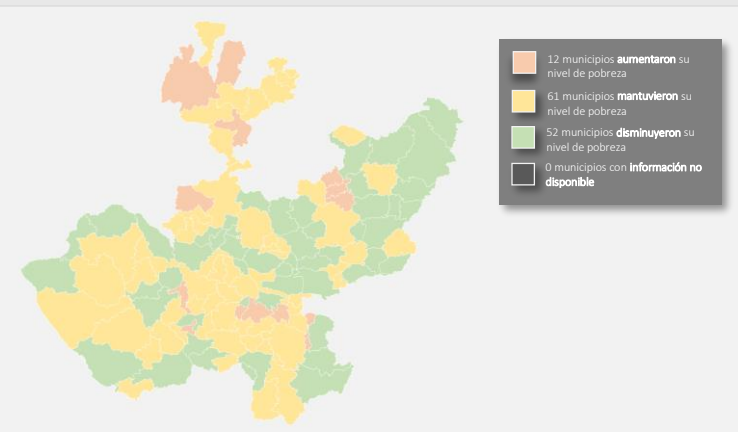 12 municipios aumentaron su
nivel de pobreza
61 municipios mantuvieron su
nivel de pobreza
52 municipios disminuyeron su
nivel de pobreza
0 municipios con información no
disponible